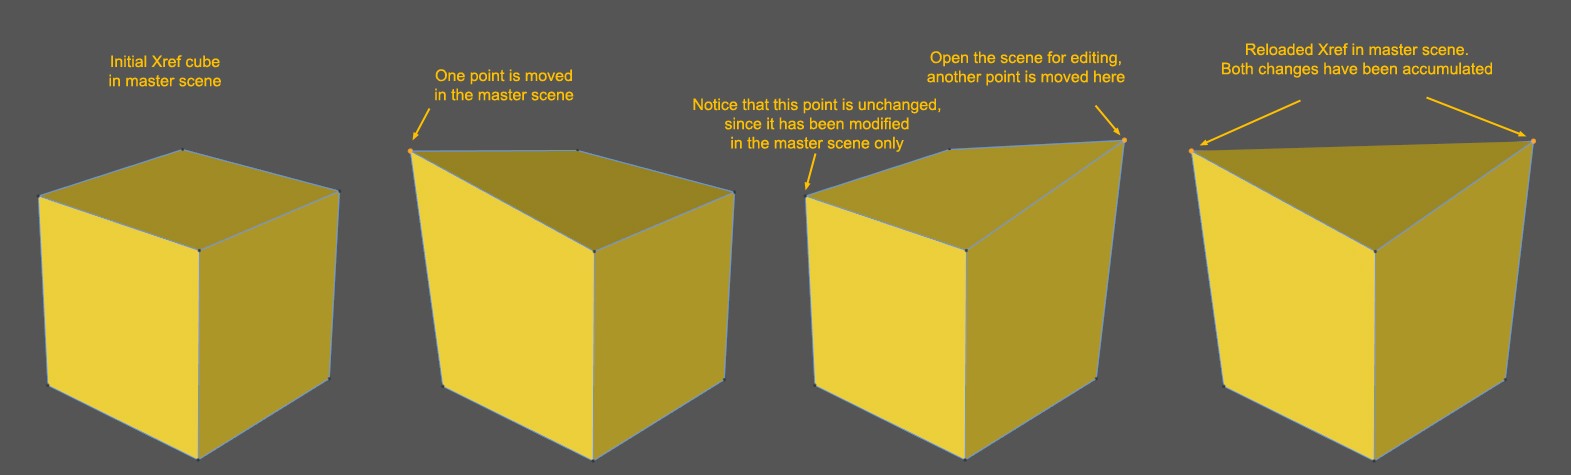 Initial Xref cube
in master scene
One point is moved
in the master scene
Notice that this point is unchanged,
since it has been modified
in the master scene only
Open the scene for editing,
another point is moved here
Reloaded Xref in master scene.
Both changes have been accumulated